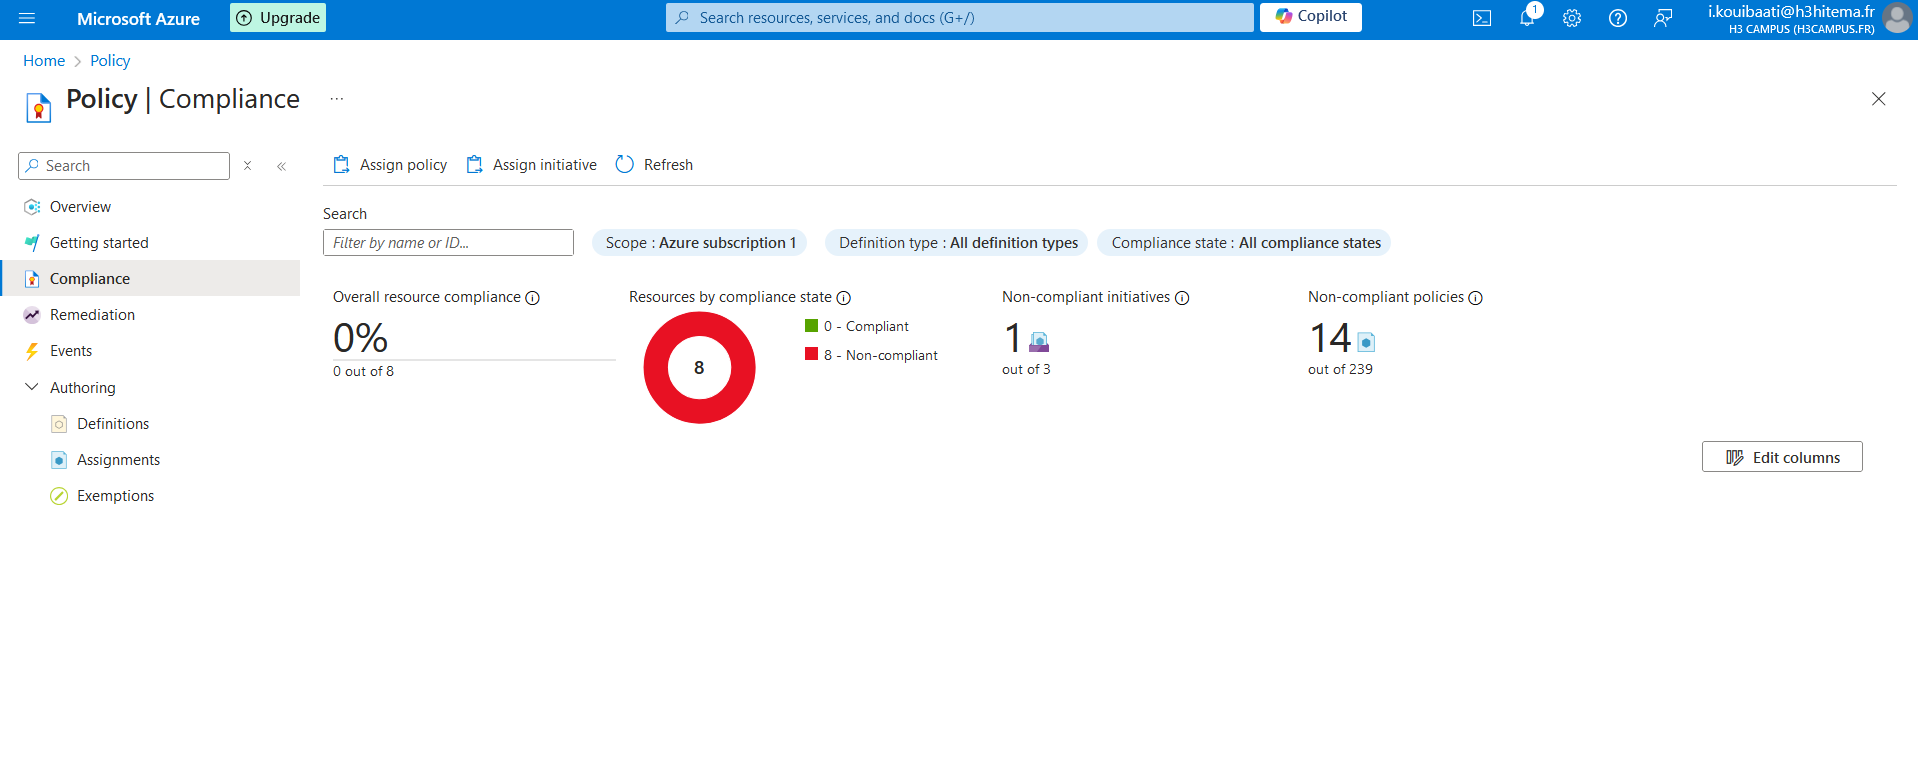 Microsoft Azure
Upgrade
Search resources, services, and docs (G+/)
Copilot
1
i.kouibaati@h3hitema.fr
H3 CAMPUS (H3CAMPUS.FR)
Home > Policy
Policy | Compliance ...
Search
Overview
Getting started
Compliance
Remediation
Events
Authoring
Definitions
Assignments
Exemptions
Assign policy
Assign initiative
Refresh
Search
Filter by name or ID...
Scope : Azure subscription 1
Definition type : All definition types
Compliance state : All compliance states
Overall resource compliance
0%
0 out of 8
Resources by compliance state
8
0 - Compliant
8 - Non-compliant
Non-compliant initiatives
1
out of 3
Non-compliant policies
14
out of 239
Edit columns